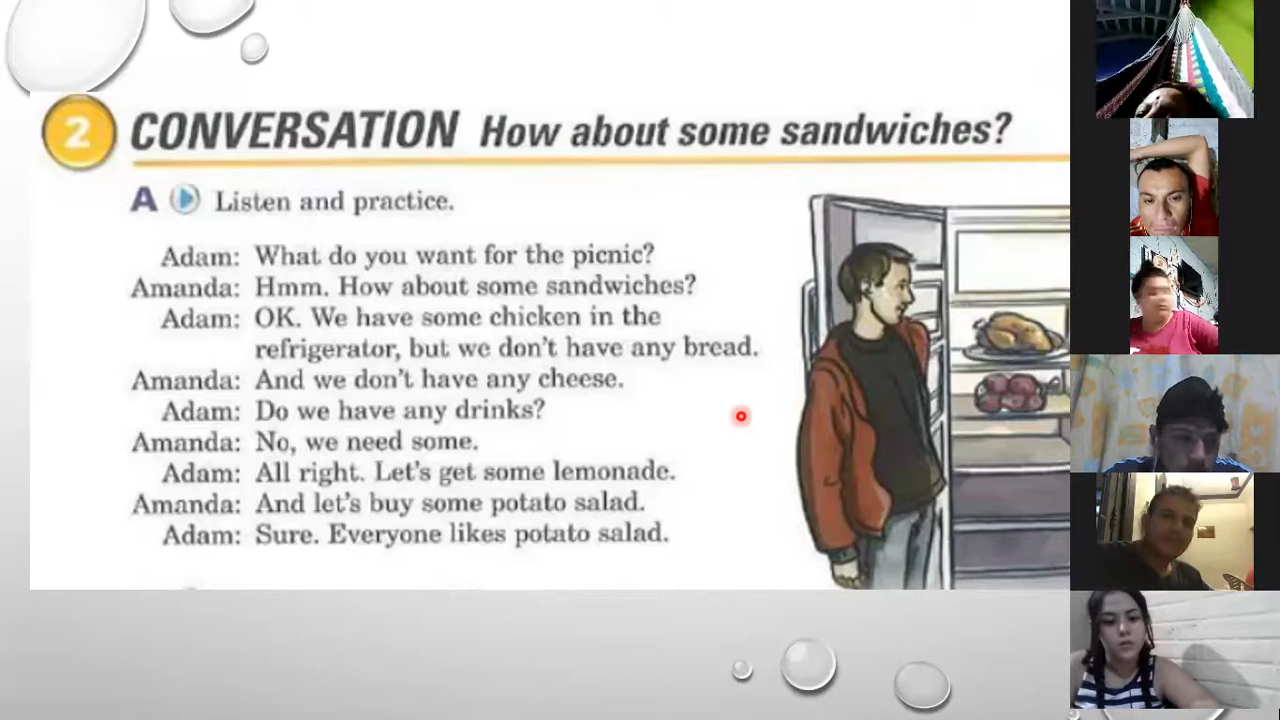 2 CONVERSATION How about some sandwiches?
A Listen and practice.
Adam: What do you want for the picnic?
Amanda: Hmm. How about some sandwiches?
Adam: OK. We have some chicken in the
refrigerator, but we don't have any bread.
Amanda: And we don't have any cheese.
Adam: Do we have any drinks?
Amanda: No, we need some.
Adam: All right. Let's get some lemonade.
Amanda: And let's buy some potato salad.
Adam: Sure. Everyone likes potato salad.